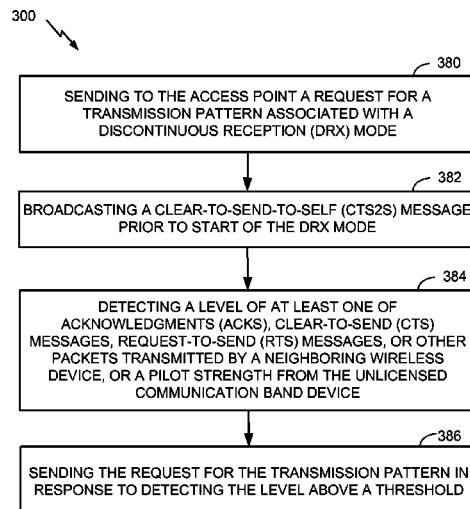 300
380
SENDING TO THE ACCESS POINT A REQUEST FOR A
TRANSMISSION PATTERN ASSOCIATED WITH A
DISCONTINUOUS RECEPTION (DRX) MODE
382
BROADCASTING A CLEAR-TO-SEND-TO-SELF (CTS2S) MESSAGE
PRIOR TO START OF THE DRX MODE
384
DETECTING A LEVEL OF AT LEAST ONE OF
ACKNOWLEDGMENTS (ACKS), CLEAR-TO-SEND (CTS)
MESSAGES, REQUEST-TO-SEND (RTS) MESSAGES, OR OTHER
PACKETS TRANSMITTED BY A NEIGHBORING WIRELESS
DEVICE, OR A PILOT STRENGTH FROM THE UNLICENSED
COMMUNICATION BAND DEVICE
386
SENDING THE REQUEST FOR THE TRANSMISSION PATTERN IN
RESPONSE TO DETECTING THE LEVEL ABOVE A THRESHOLD